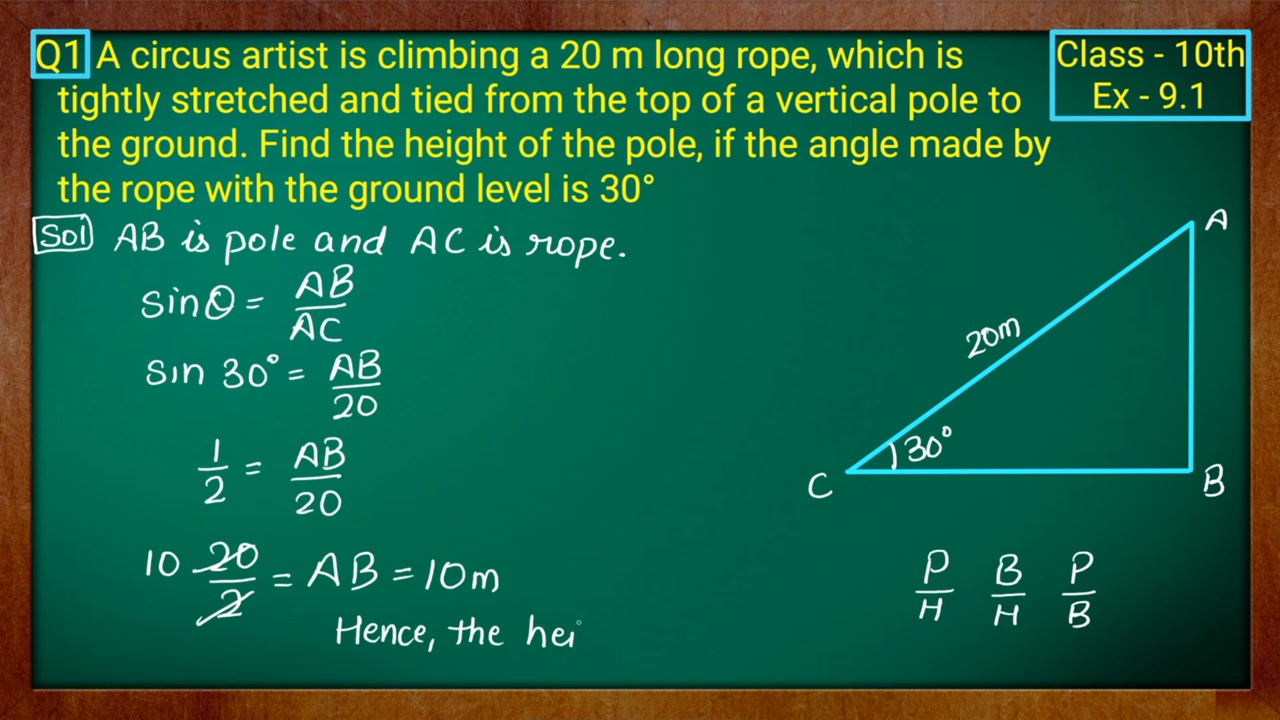 Q1 A circus artist is climbing a 20 m long rope, which is
tightly stretched and tied from the top of a vertical pole to
the ground. Find the height of the pole, if the angle made by
the rope with the ground level is 30°
Class - 10th
Ex - 9.1
Sol AB is pole and AC is rope.
sinθ = AB/AC
sin 30° = AB/20
1/2 = AB/20
10 20/2 = AB = 10m
Hence, the hei
A
20m
30°
C
B
P/H B/H P/B